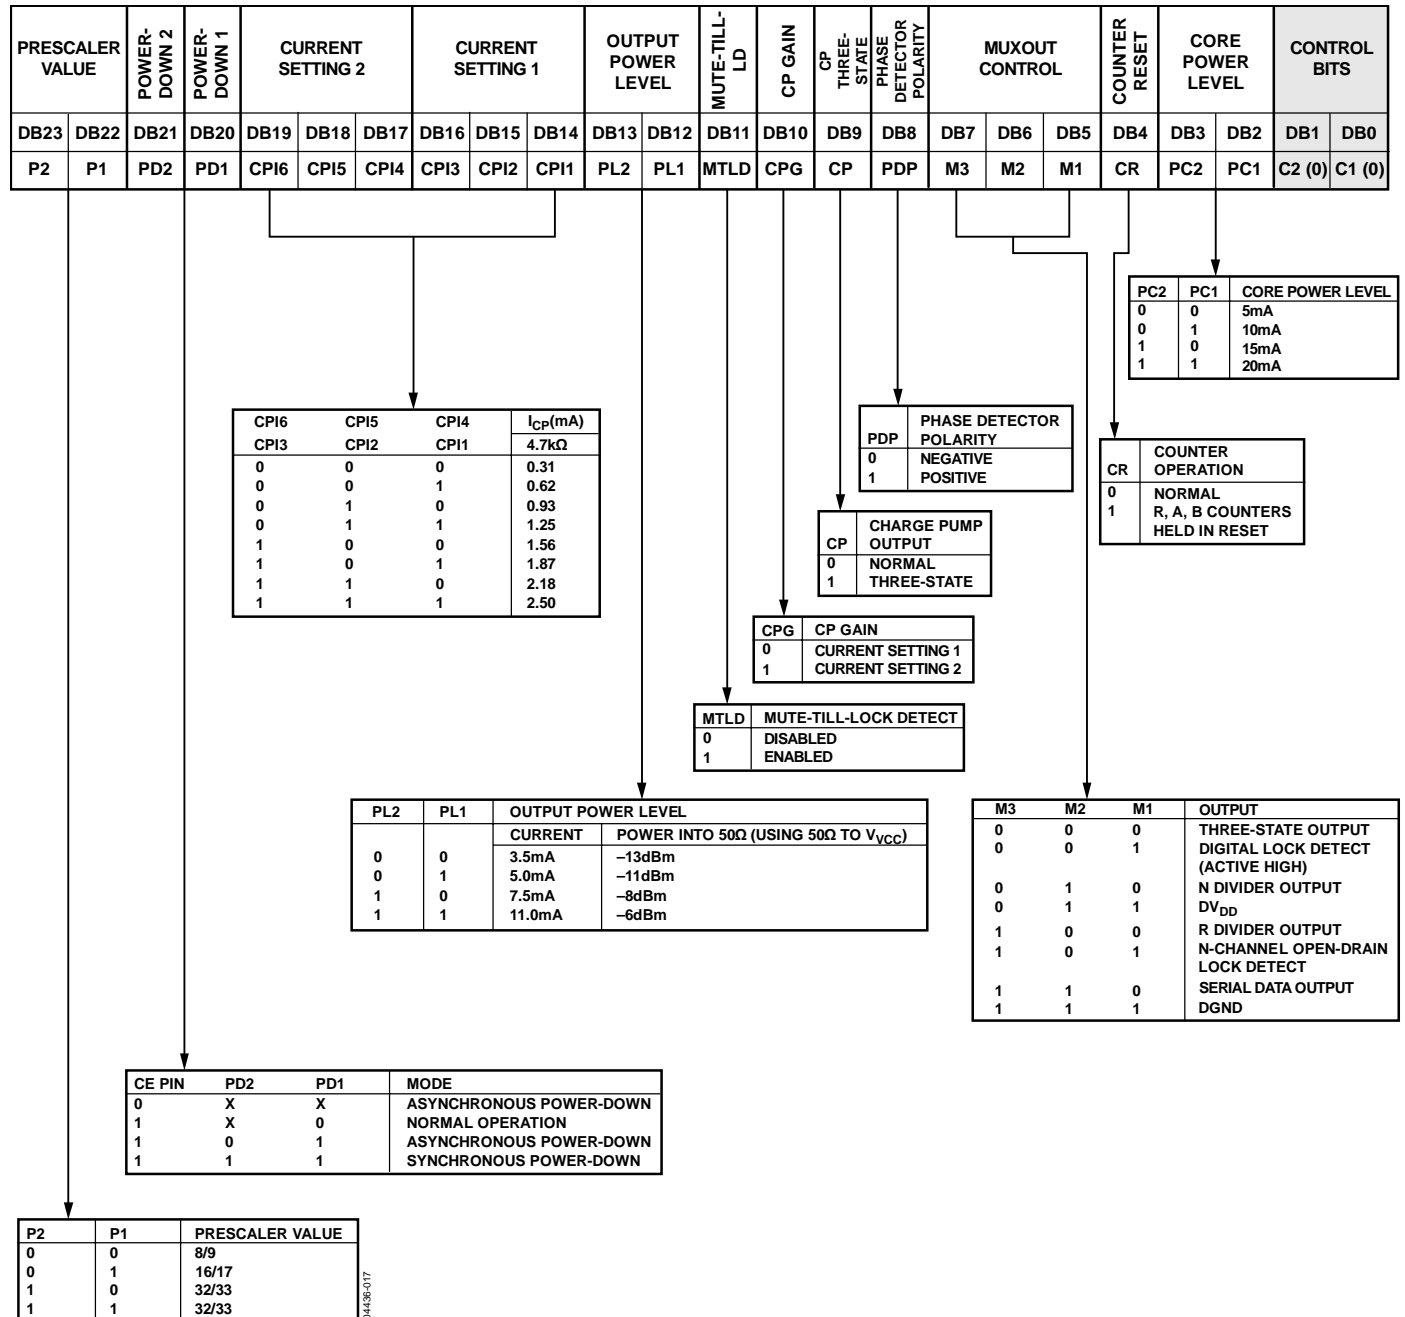 PRESCALER VALUE
POWER-DOWN 2
POWER-DOWN 1
CURRENT SETTING 2
CURRENT SETTING 1
OUTPUT POWER LEVEL
MUTE-TILL-LD
CP GAIN
CP THREE-STATE
PHASE DETECTOR POLARITY
MUXOUT CONTROL
COUNTER RESET
CORE POWER LEVEL
CONTROL BITS
DB23 DB22 DB21 DB20 DB19 DB18 DB17 DB16 DB15 DB14 DB13 DB12 DB11 DB10 DB9 DB8 DB7 DB6 DB5 DB4 DB3 DB2 DB1 DB0
P2 P1 PD2 PD1 CPI6 CPI5 CPI4 CPI3 CPI2 CPI1 PL2 PL1 MTLD CPG CP PDP M3 M2 M1 CR PC2 PC1 C2 (0) C1 (0)
PC2 PC1 CORE POWER LEVEL
0 0 5mA
0 1 10mA
1 0 15mA
1 1 20mA
CPI6 CPI5 CPI4 ICP(mA)
CPI3 CPI2 CPI1 4.7kΩ
0 0 0 0.31
0 0 1 0.62
0 1 0 0.93
0 1 1 1.25
1 0 0 1.56
1 0 1 1.87
1 1 0 2.18
1 1 1 2.50
PHASE DETECTOR
PDP POLARITY
0 NEGATIVE
1 POSITIVE
COUNTER
CR OPERATION
0 NORMAL
1 R, A, B COUNTERS
HELD IN RESET
CHARGE PUMP
CP OUTPUT
0 NORMAL
1 THREE-STATE
CPG CP GAIN
0 CURRENT SETTING 1
1 CURRENT SETTING 2
MTLD MUTE-TILL-LOCK DETECT
0 DISABLED
1 ENABLED
PL2 PL1 OUTPUT POWER LEVEL
CURRENT POWER INTO 50Ω (USING 50Ω TO VVCC)
0 0 3.5mA –13dBm
0 1 5.0mA –11dBm
1 0 7.5mA –8dBm
1 1 11.0mA –6dBm
M3 M2 M1 OUTPUT
0 0 0 THREE-STATE OUTPUT
0 0 1 DIGITAL LOCK DETECT
(ACTIVE HIGH)
0 1 0 N DIVIDER OUTPUT
0 1 1 DVDD
1 0 0 R DIVIDER OUTPUT
1 0 1 N-CHANNEL OPEN-DRAIN
LOCK DETECT
1 1 0 SERIAL DATA OUTPUT
1 1 1 DGND
CE PIN PD2 PD1 MODE
0 X X ASYNCHRONOUS POWER-DOWN
1 X 0 NORMAL OPERATION
1 0 1 ASYNCHRONOUS POWER-DOWN
1 1 1 SYNCHRONOUS POWER-DOWN
P2 P1 PRESCALER VALUE
0 0 8/9
0 1 16/17
1 0 32/33
1 1 32/33
04436-017